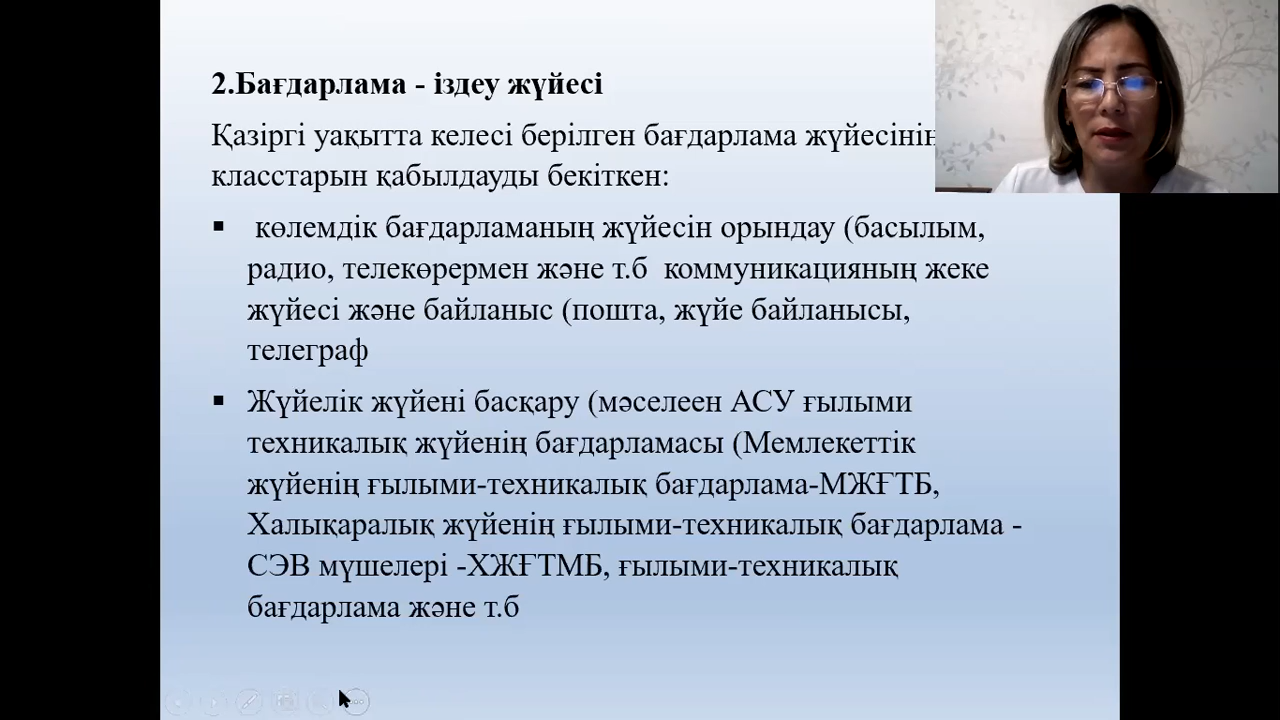 2.Бағдарлама - іздеу жүйесі
Қазіргі уақытта келесі берілген бағдарлама жүйесінің
класстарын қабылдауды бекіткен:
▪ көлемдік бағдарламаның жүйесін орындау (басылым,
радио, телекөрермен және т.б коммуникацияның жеке
жүйесі және байланыс (пошта, жүйе байланысы,
телеграф
▪ Жүйелік жүйені басқару (мәселеен АСУ ғылыми
техникалық жүйенің бағдарламасы (Мемлекеттік
жүйенің ғылыми-техникалық бағдарлама-МЖҒТБ,
Халықаралық жүйенің ғылыми-техникалық бағдарлама -
СЭВ мүшелері -ХЖҒТМБ, ғылыми-техникалық
бағдарлама және т.б